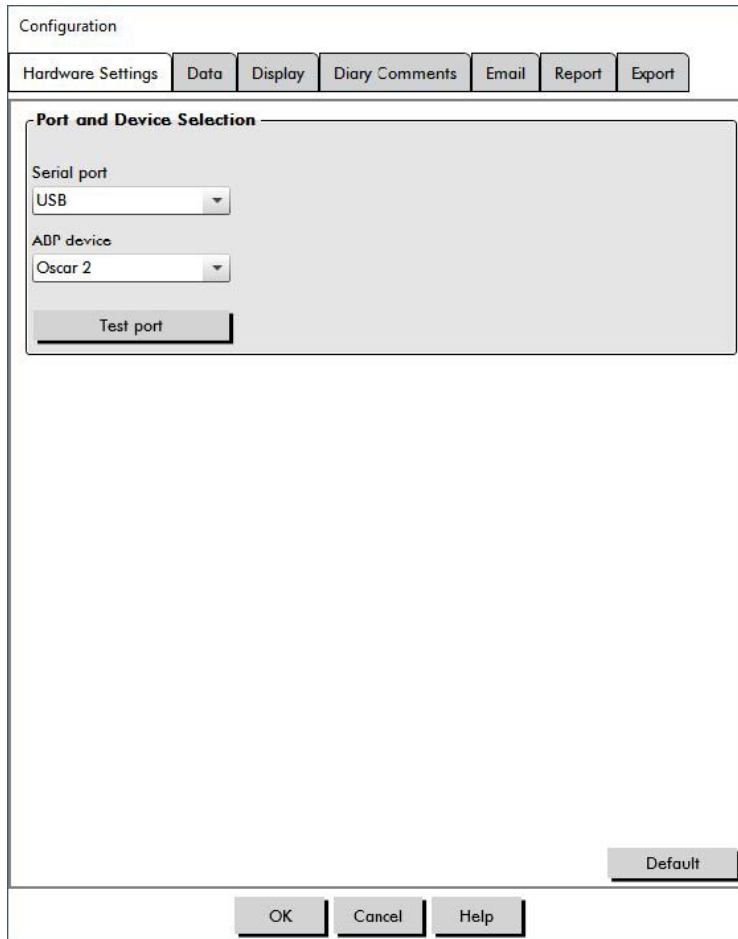 Configuration
Hardware Settings Data Display Diary Comments Email Report Export
Port and Device Selection
Serial port
USB
ABP device
Oscar 2
Test port
Default
OK Cancel Help